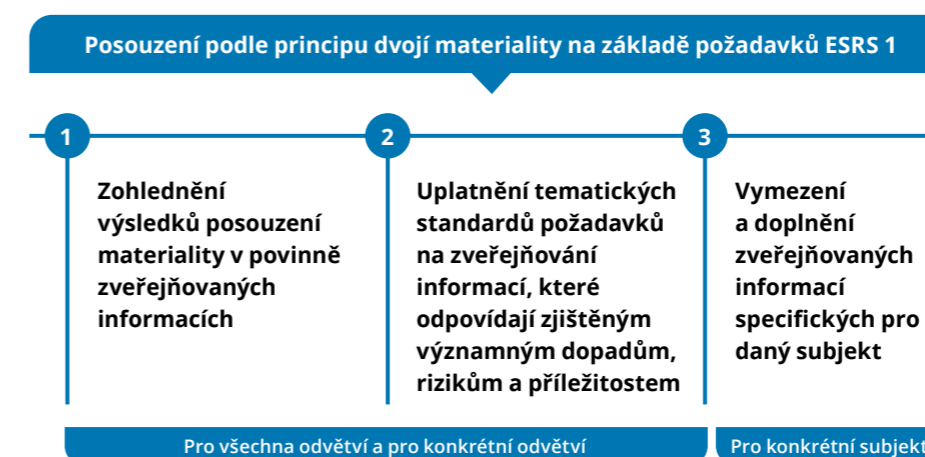 Posouzení podle principu dvojí materiality na základě požadavků ESRS 1
1
2
3
Zohlednění
výsledků posouzení
materiality v povinně
zveřejňovaných
informacích
Uplatnění tematických
standardů požadavků
na zveřejňování
informací, které
odpovídají zjištěným
významným dopadům,
rizikům a příležitostem
Vymezení
a doplnění
zveřejňovaných
informací
specifických pro
daný subjekt
Pro všechna odvětví a pro konkrétní odvětví
Pro konkrétní subjekt